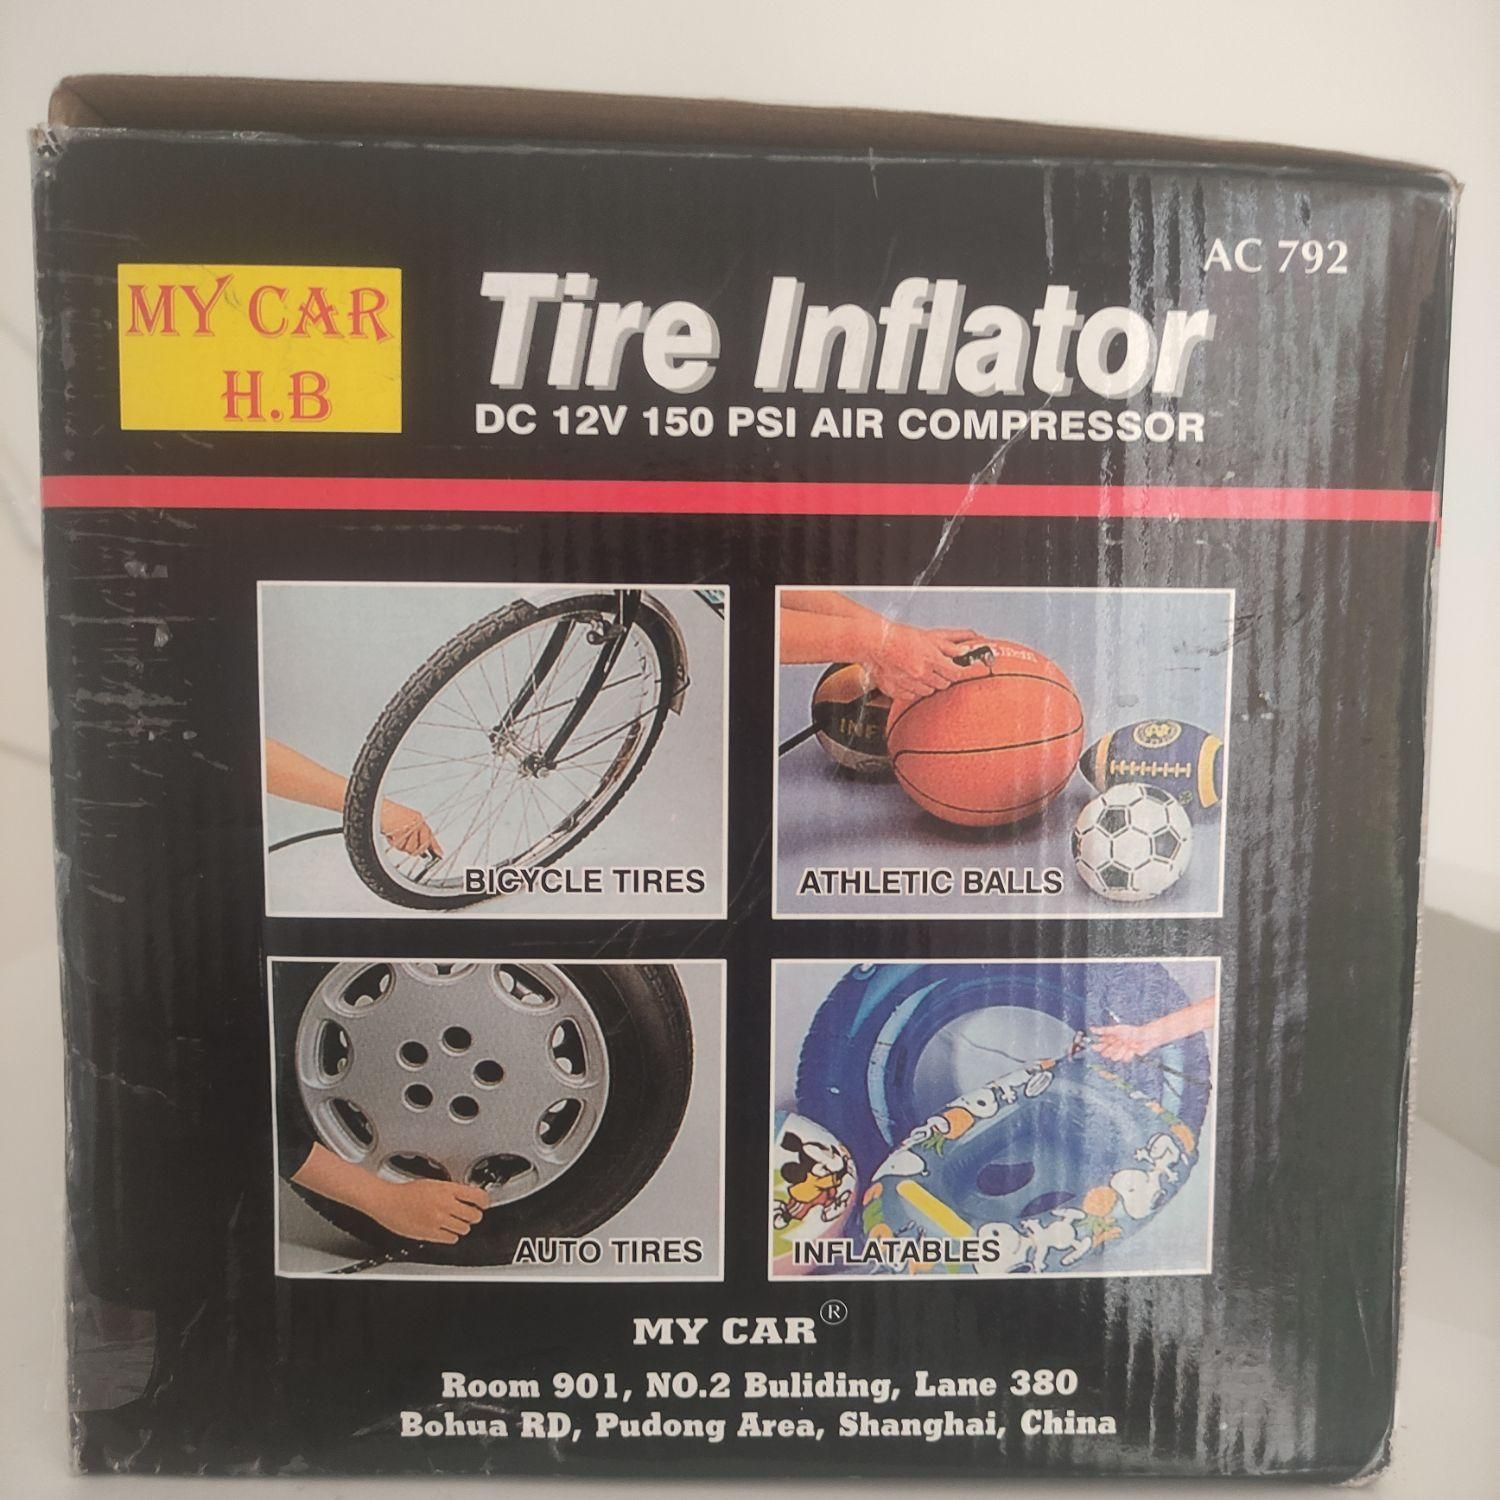 AC 792
MY CAR
H.B
Tire Inflator
DC 12V 150 PSI AIR COMPRESSOR
BICYCLE TIRES
ATHLETIC BALLS
AUTO TIRES
INFLATABLES
MY CAR®
Room 901, NO.2 Buliding, Lane 380
Bohua RD, Pudong Area, Shanghai, China